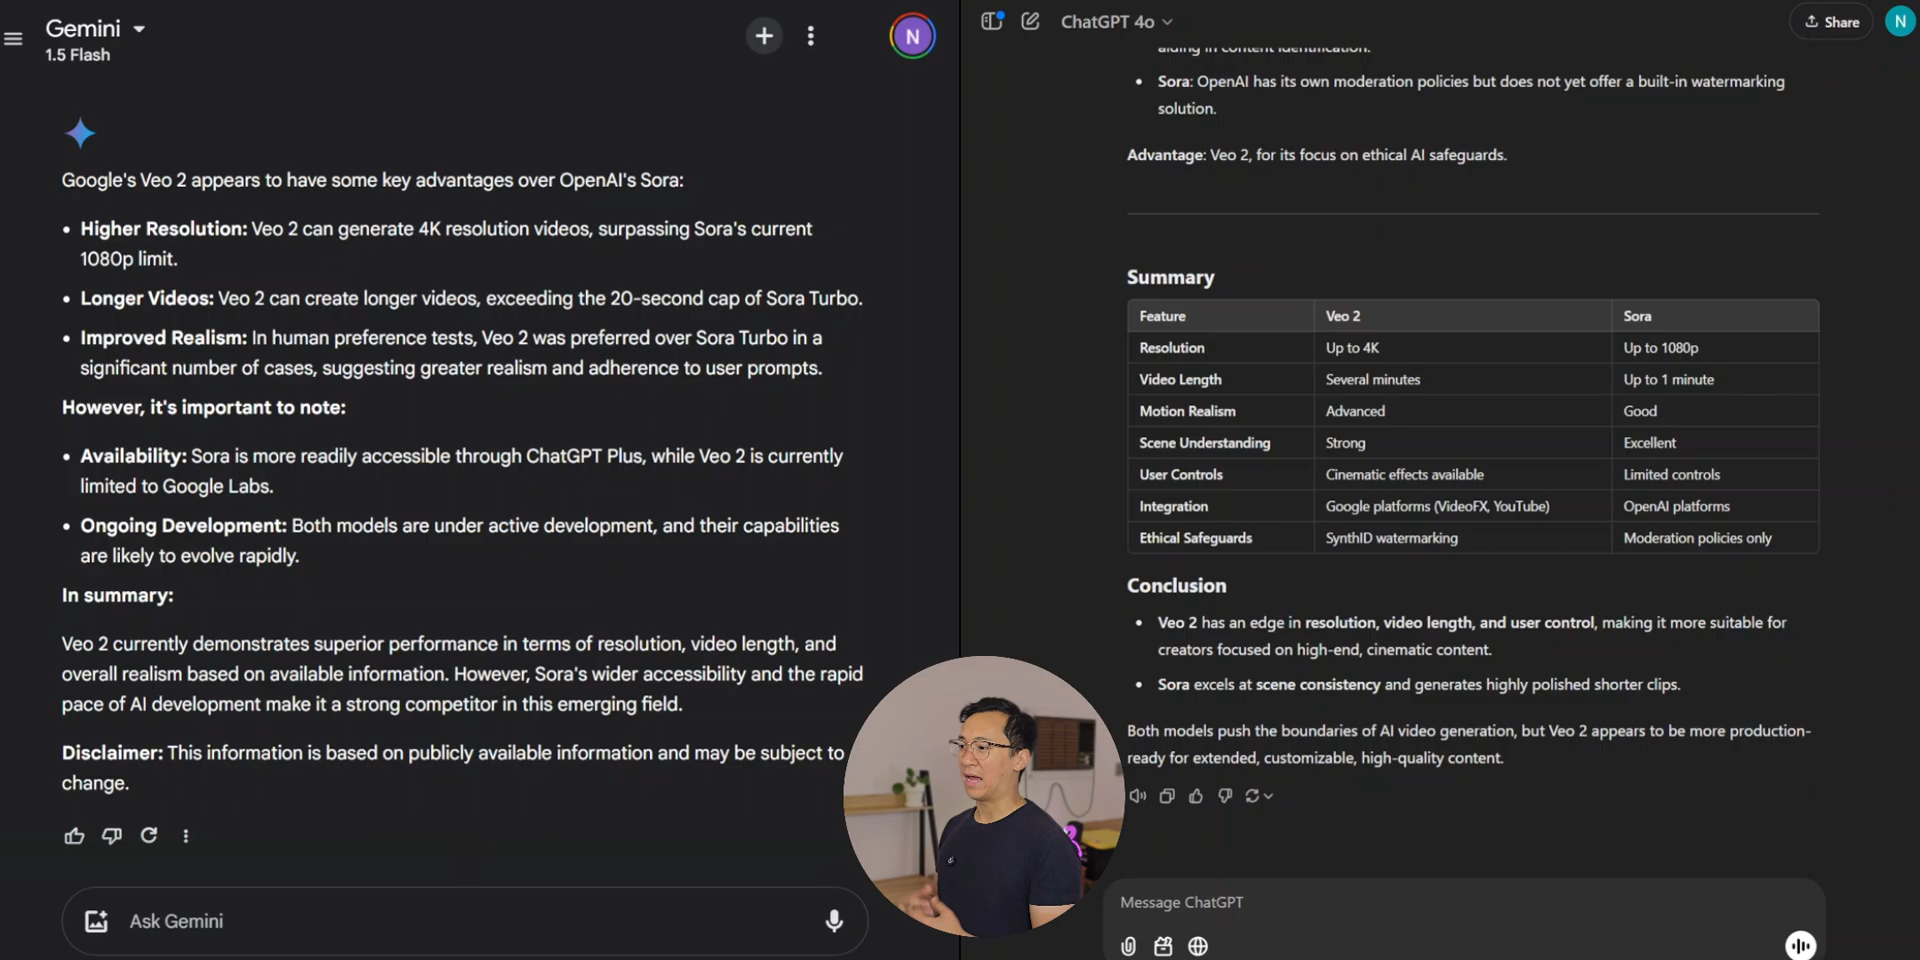 Gemini
1.5 Flash
N
Google's Veo 2 appears to have some key advantages over OpenAI's Sora:
• Higher Resolution: Veo 2 can generate 4K resolution videos, surpassing Sora's current
1080p limit.
• Longer Videos: Veo 2 can create longer videos, exceeding the 20-second cap of Sora Turbo.
• Improved Realism: In human preference tests, Veo 2 was preferred over Sora Turbo in a
significant number of cases, suggesting greater realism and adherence to user prompts.
However, it's important to note:
• Availability: Sora is more readily accessible through ChatGPT Plus, while Veo 2 is currently
limited to Google Labs.
• Ongoing Development: Both models are under active development, and their capabilities
are likely to evolve rapidly.
In summary:
Veo 2 currently demonstrates superior performance in terms of resolution, video length, and
overall realism based on available information. However, Sora's wider accessibility and the rapid
pace of AI development make it a strong competitor in this emerging field.
Disclaimer: This information is based on publicly available information and may be subject to
change.
Ask Gemini
ChatGPT 4o
Share
N
aiding in content identification.
• Sora: OpenAI has its own moderation policies but does not yet offer a built-in watermarking
solution.
Advantage: Veo 2, for its focus on ethical AI safeguards.
Summary
Feature Veo 2 Sora
Resolution Up to 4K Up to 1080p
Video Length Several minutes Up to 1 minute
Motion Realism Advanced Good
Scene Understanding Strong Excellent
User Controls Cinematic effects available Limited controls
Integration Google platforms (VideoFX, YouTube) OpenAI platforms
Ethical Safeguards SynthID watermarking Moderation policies only
Conclusion
• Veo 2 has an edge in resolution, video length, and user control, making it more suitable for
creators focused on high-end, cinematic content.
• Sora excels at scene consistency and generates highly polished shorter clips.
Both models push the boundaries of AI video generation, but Veo 2 appears to be more production-
ready for extended, customizable, high-quality content.
Message ChatGPT